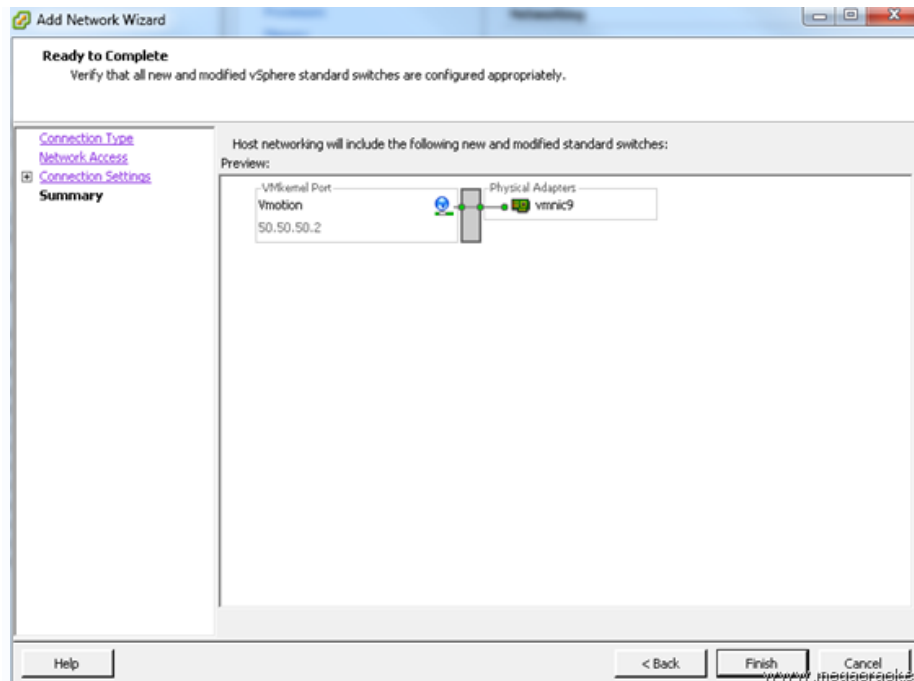 Add Network Wizard
Ready to Complete
Verify that all new and modified vSphere standard switches are configured appropriately.
Connection Type
Network Access
Connection Settings
Summary
Host networking will include the following new and modified standard switches:
Preview:
VMkernel Port
Physical Adapters
Vmotion
vmnic9
50.50.50.2
Help
< Back
Finish
Cancel